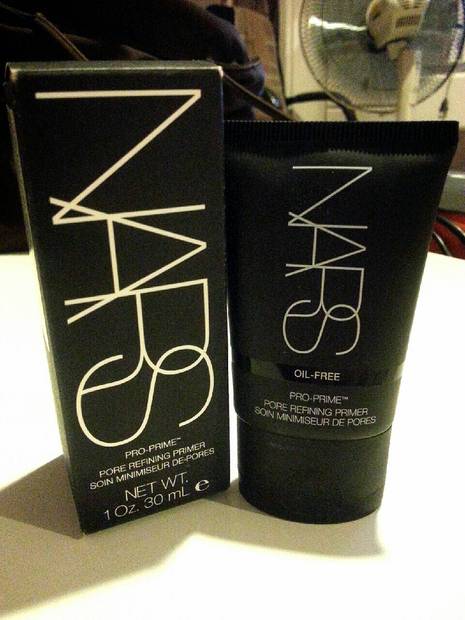 NARS
PRO-PRIME™
PORE REFINING PRIMER
SOIN MINIMISEUR DE PORES
NET WT.
1 Oz. 30 mL ℮
NARS
OIL-FREE
PRO-PRIME™
PORE REFINING PRIMER
SOIN MINIMISEUR DE PORES